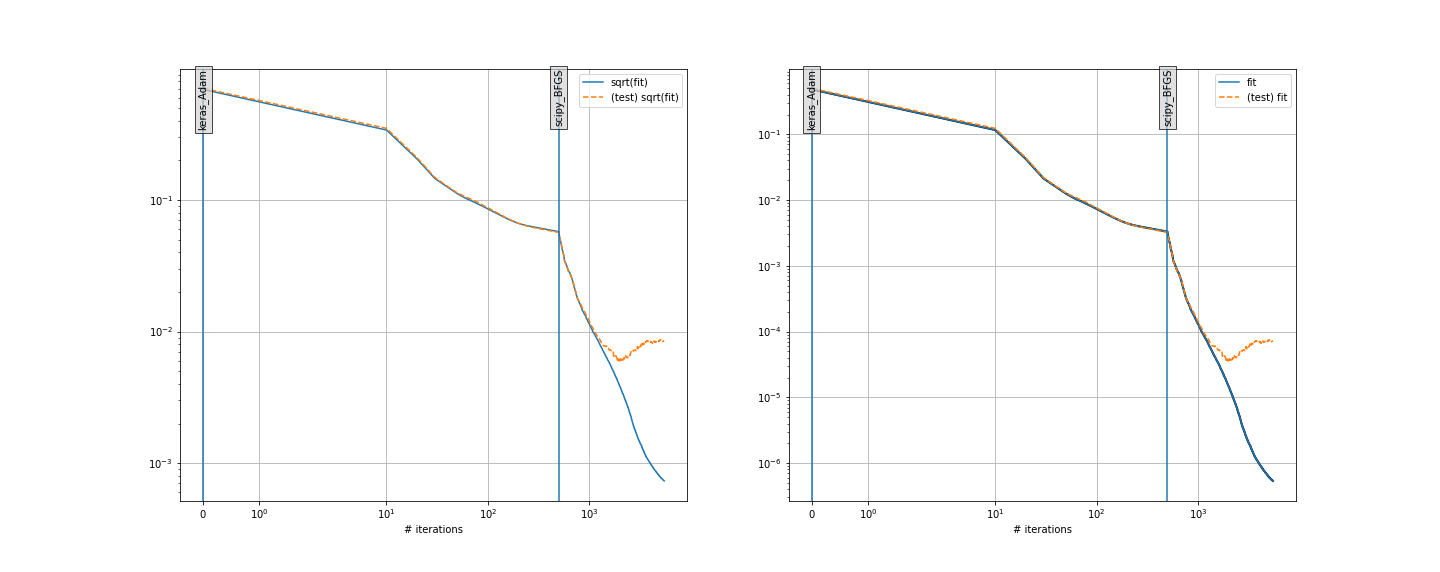 keras_Adam
scipy_BFGS
sqrt(fit)
(test) sqrt(fit)
10⁻¹
10⁻²
10⁻³
0
10⁰
10¹
10²
10³
# iterations
keras_Adam
scipy_BFGS
fit
(test) fit
10⁻¹
10⁻²
10⁻³
10⁻⁴
10⁻⁵
10⁻⁶
0
10⁰
10¹
10²
10³
# iterations